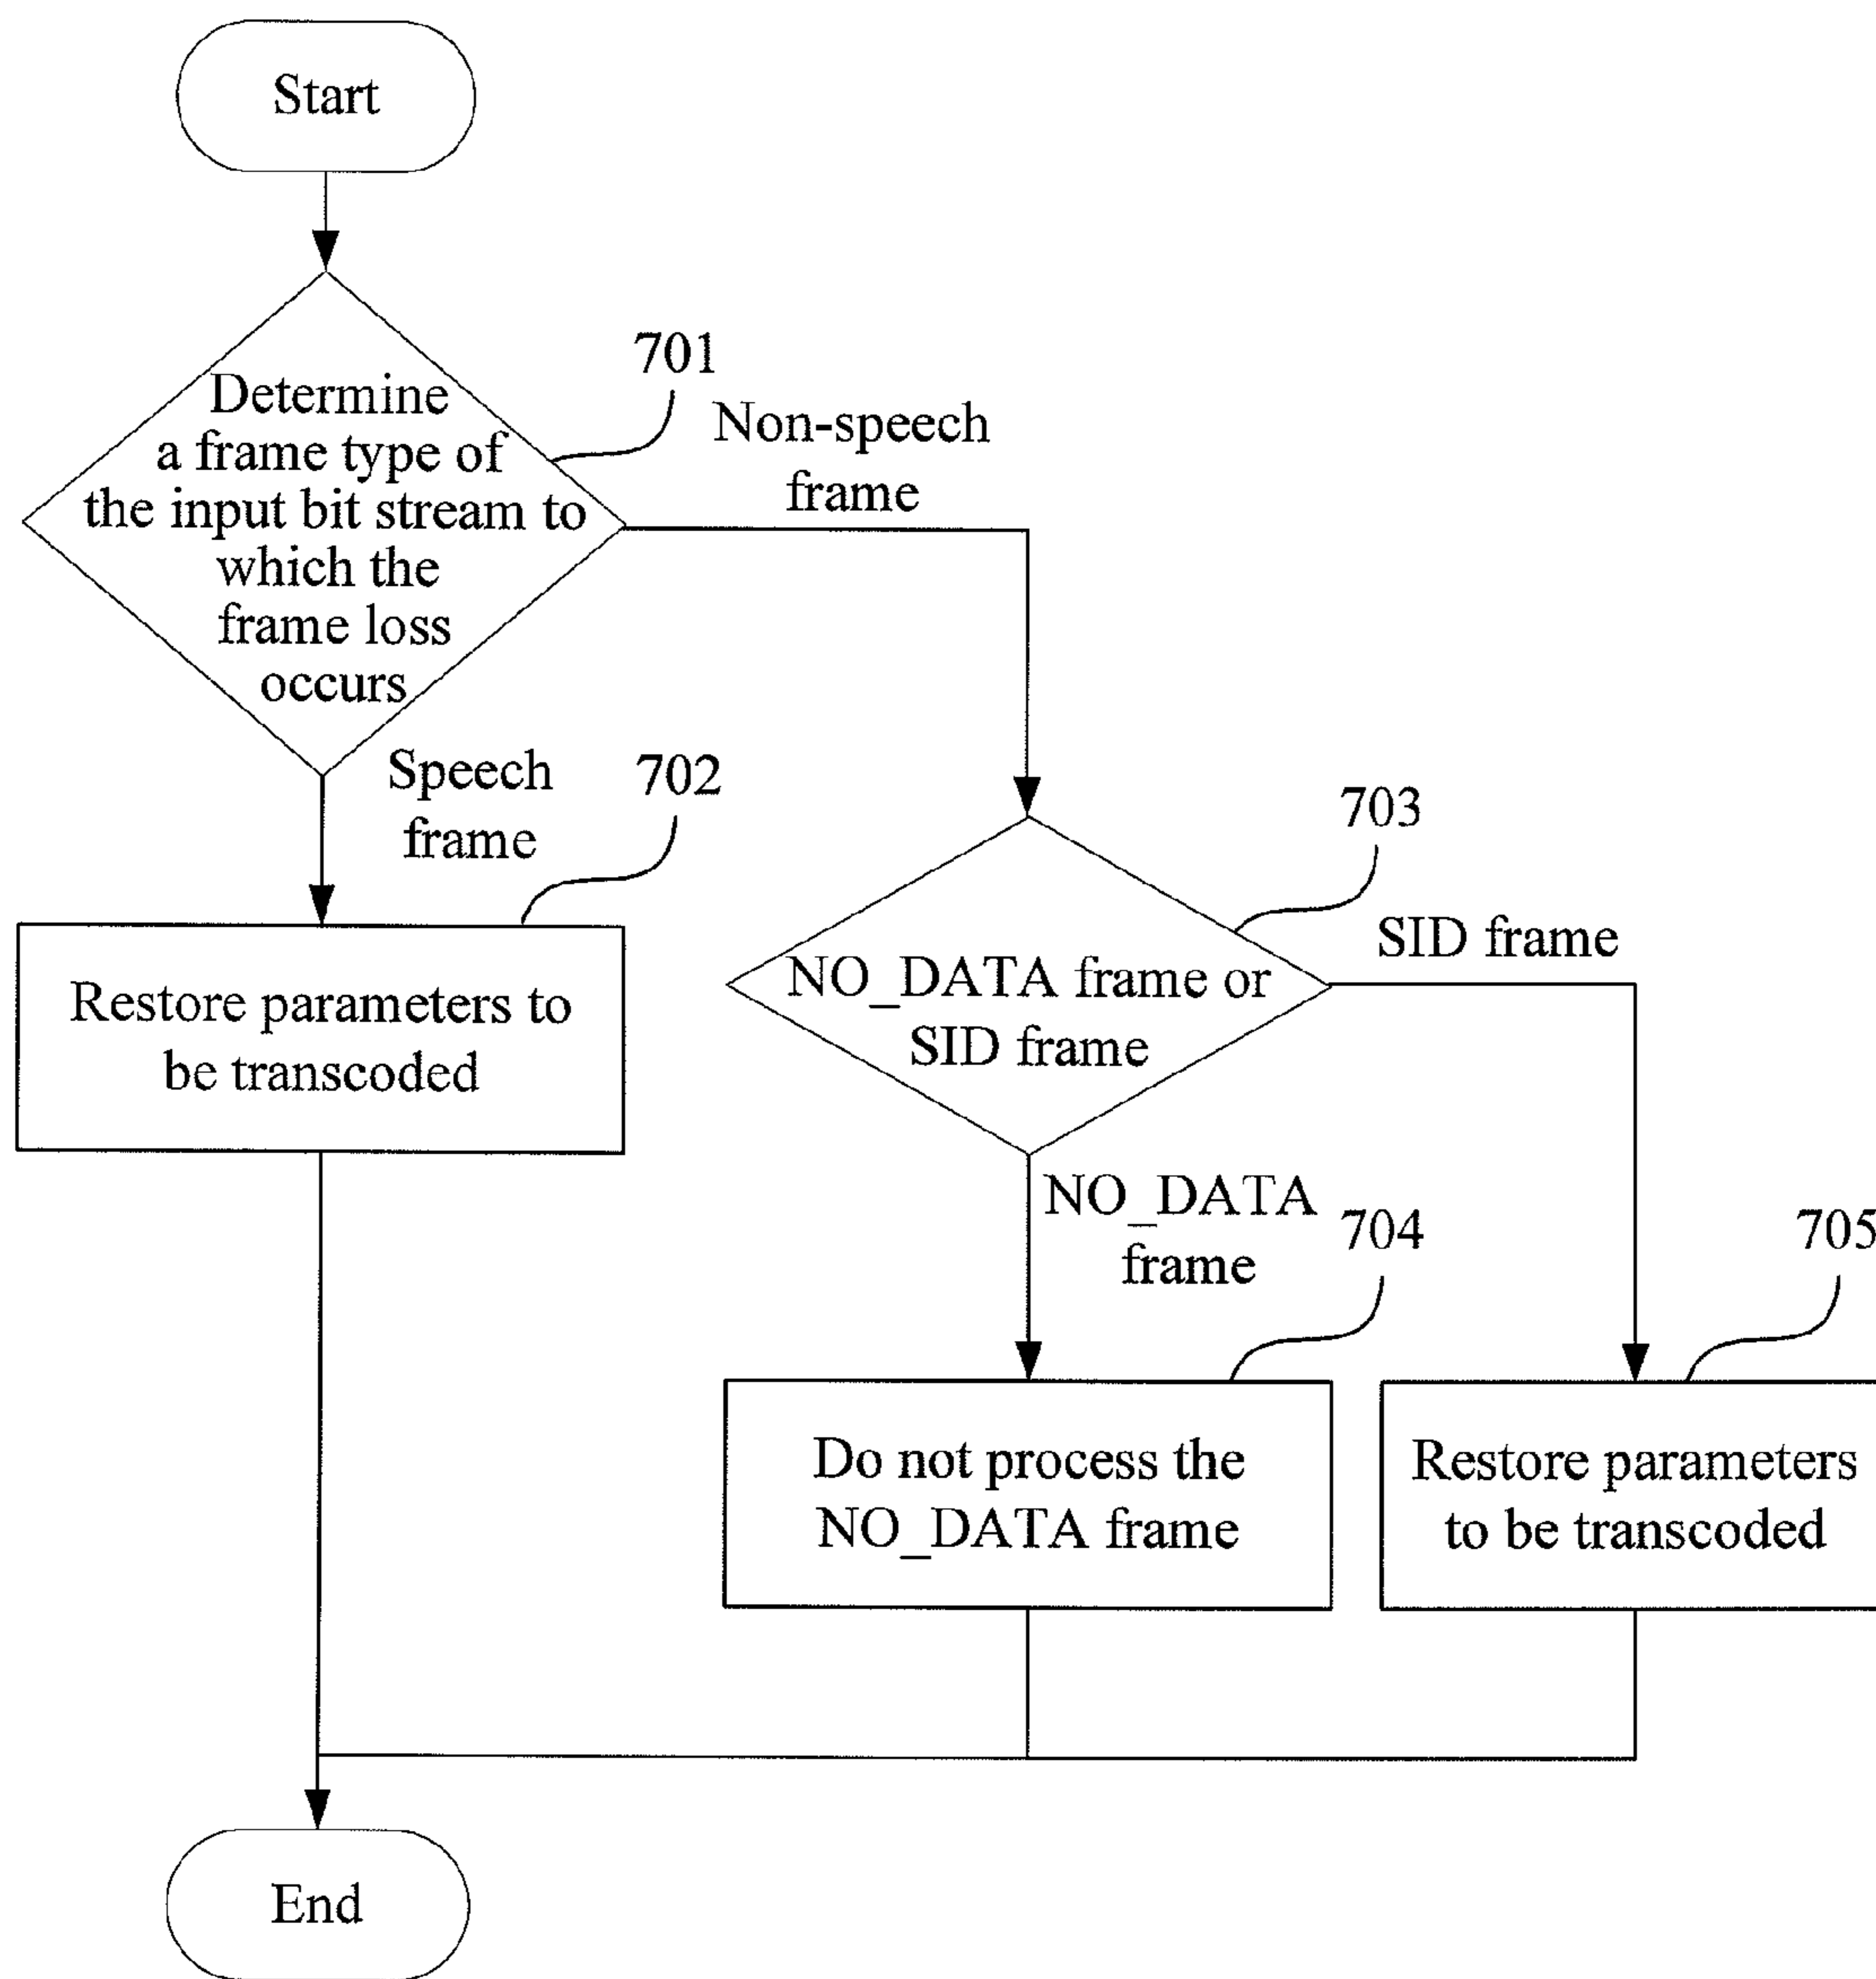 Start
701
Determine
a frame type of
the input bit stream to
which the
frame loss
occurs
Non-speech
frame
Speech
frame
702
Restore parameters to
be transcoded
703
NO_DATA frame or
SID frame
SID frame
NO_DATA
frame
704
705
Do not process the
NO_DATA frame
Restore parameters
to be transcoded
End